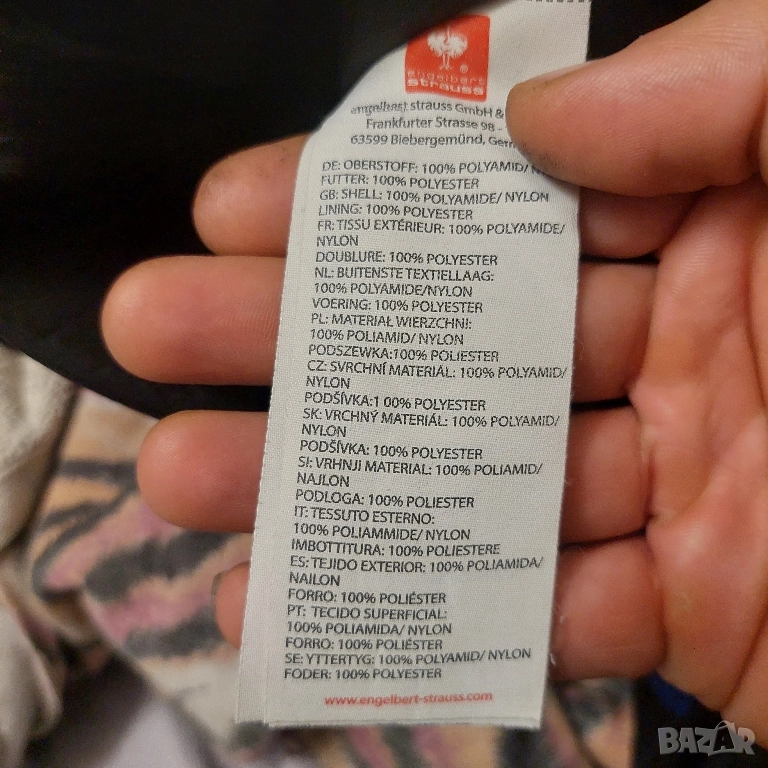 engelbert
strauss
engelbert strauss GmbH &
Frankfurter Strasse 98 -
63599 Biebergemünd,
DE: OBERSTOFF: 100% POLYAMID/
FUTTER: 100% POLYESTER
GB: SHELL: 100% POLYAMIDE/ NYLON
LINING: 100% POLYESTER
FR: TISSU EXTÉRIEUR: 100% POLYAMIDE/
NYLON
DOUBLURE: 100% POLYESTER
NL: BUITENSTE TEXTIELLAAG:
100% POLYAMIDE/NYLON
VOERING: 100% POLYESTER
PL: MATERIAŁ WIERZCHNI:
100% POLIAMID/ NYLON
PODSZEWKA:100% POLIESTER
CZ: SVRCHNÍ MATERIÁL: 100% POLYAMID/
NYLON
PODŠÍVKA:1 00% POLYESTER
SK: VRCHNÝ MATERIÁL: 100% POLYAMID/
NYLON
PODŠÍVKA: 100% POLYESTER
SI: VRHNJI MATERIAL: 100% POLIAMID/
NAJLON
PODLOGA: 100% POLIESTER
IT: TESSUTO ESTERNO:
100% POLIAMMIDE/ NYLON
IMBOTTITURA: 100% POLIESTERE
ES: TEJIDO EXTERIOR: 100% POLIAMIDA/
NAILON
FORRO: 100% POLIÉSTER
PT: TECIDO SUPERFICIAL:
100% POLIAMIDA/ NYLON
FORRO: 100% POLIÉSTER
SE: YTTERTYG: 100% POLYAMID/ NYLON
FODER: 100% POLYESTER
www.engelbert-strauss.com
BAZAR